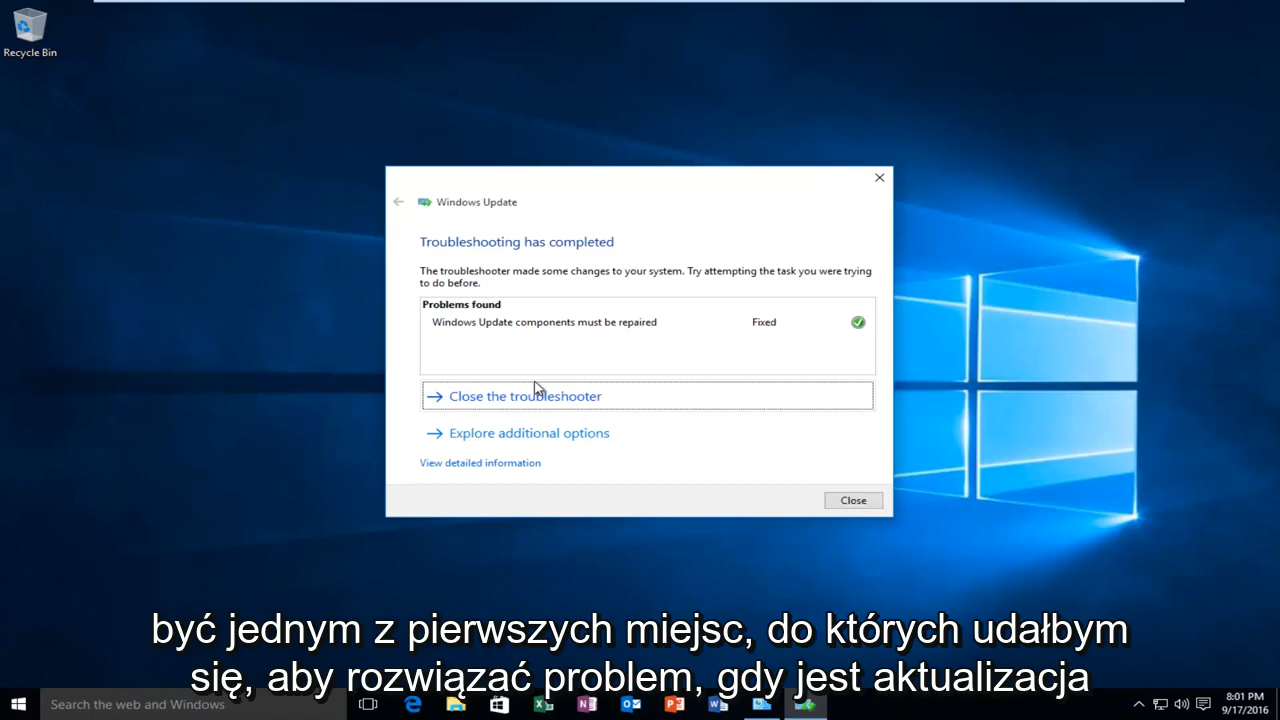 Recycle Bin
Windows Update
Troubleshooting has completed
The troubleshooter made some changes to your system. Try attempting the task you were trying
to do before.
Problems found
Windows Update components must be repaired Fixed
Close the troubleshooter
Explore additional options
View detailed information
Close
być jednym z pierwszych miejsc, do których udałbym
się, aby rozwiązać problem, gdy jest aktualizacja
Search the web and Windows
8:01 PM
9/17/2016